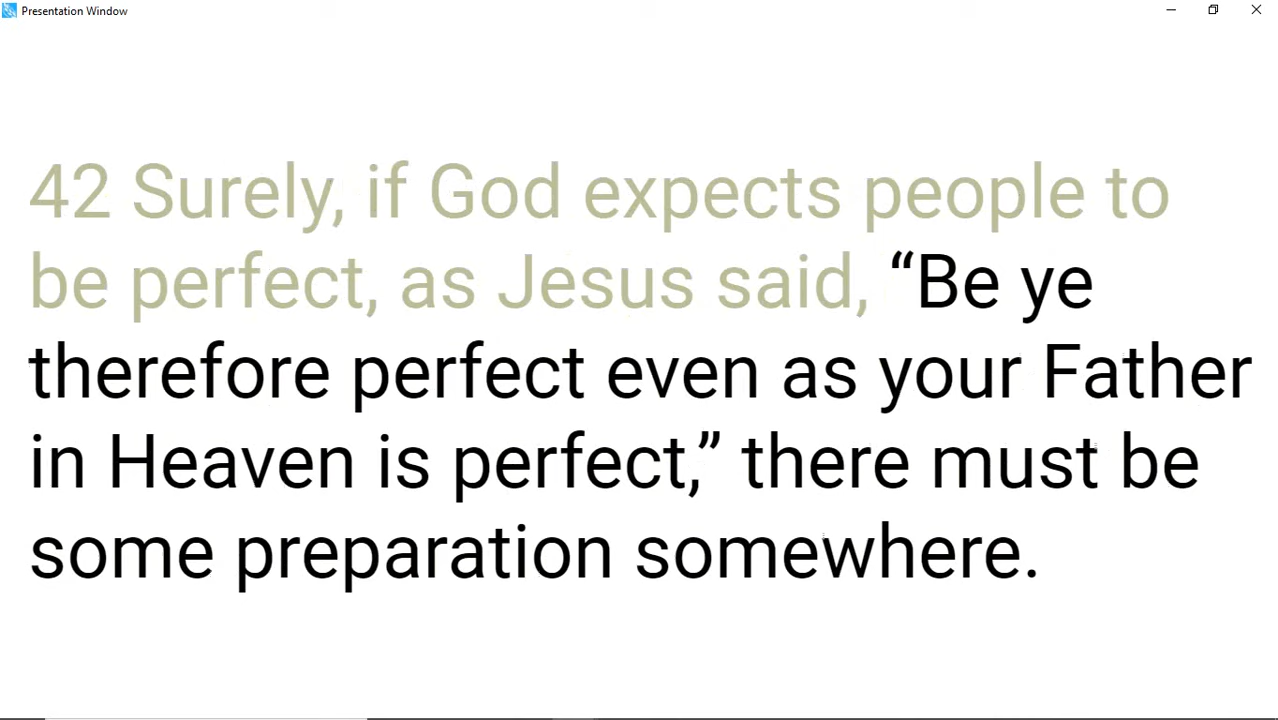 Presentation Window
42 Surely, if God expects people to
be perfect, as Jesus said, “Be ye
therefore perfect even as your Father
in Heaven is perfect,” there must be
some preparation somewhere.